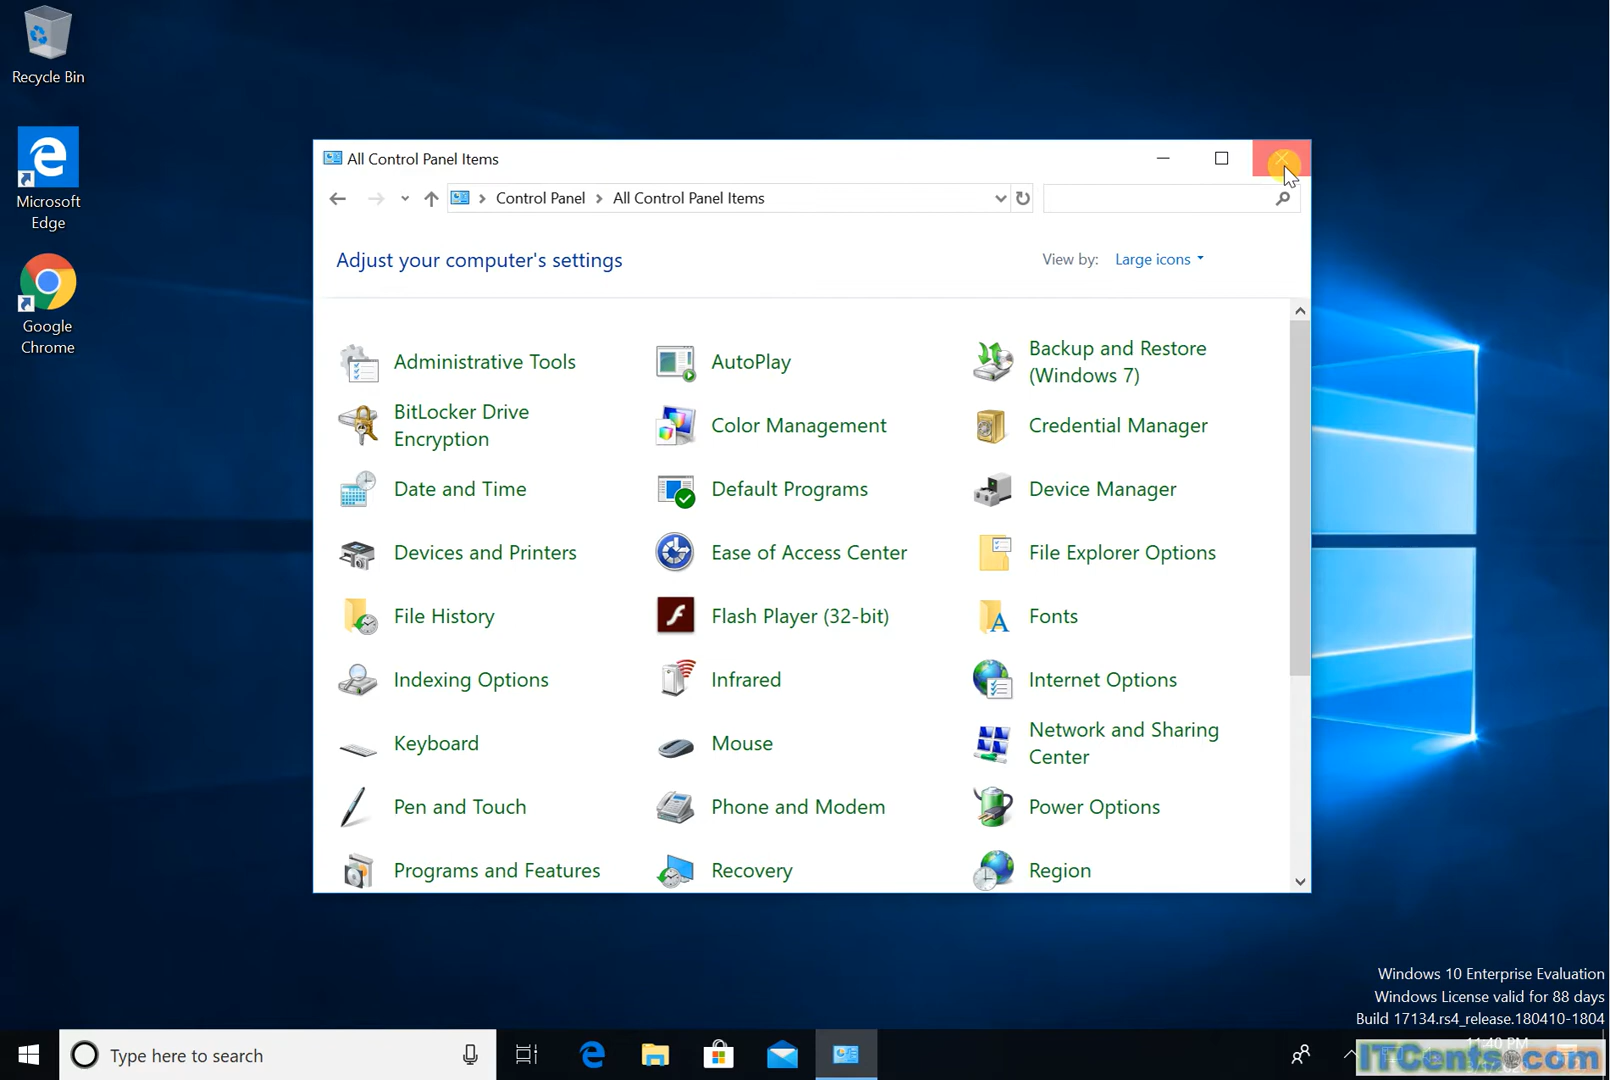 Recycle Bin
Microsoft
Edge
Google
Chrome
All Control Panel Items
Control Panel
All Control Panel Items
Adjust your computer's settings
View by:
Large icons
Administrative Tools
AutoPlay
Backup and Restore
(Windows 7)
BitLocker Drive
Encryption
Color Management
Credential Manager
Date and Time
Default Programs
Device Manager
Devices and Printers
Ease of Access Center
File Explorer Options
File History
Flash Player (32-bit)
Fonts
Indexing Options
Infrared
Internet Options
Keyboard
Mouse
Network and Sharing
Center
Pen and Touch
Phone and Modem
Power Options
Programs and Features
Recovery
Region
Windows 10 Enterprise Evaluation
Windows License valid for 88 days
Build 17134.rs4_release.180410-1804
Type here to search
11:40 PM
ITCents.com